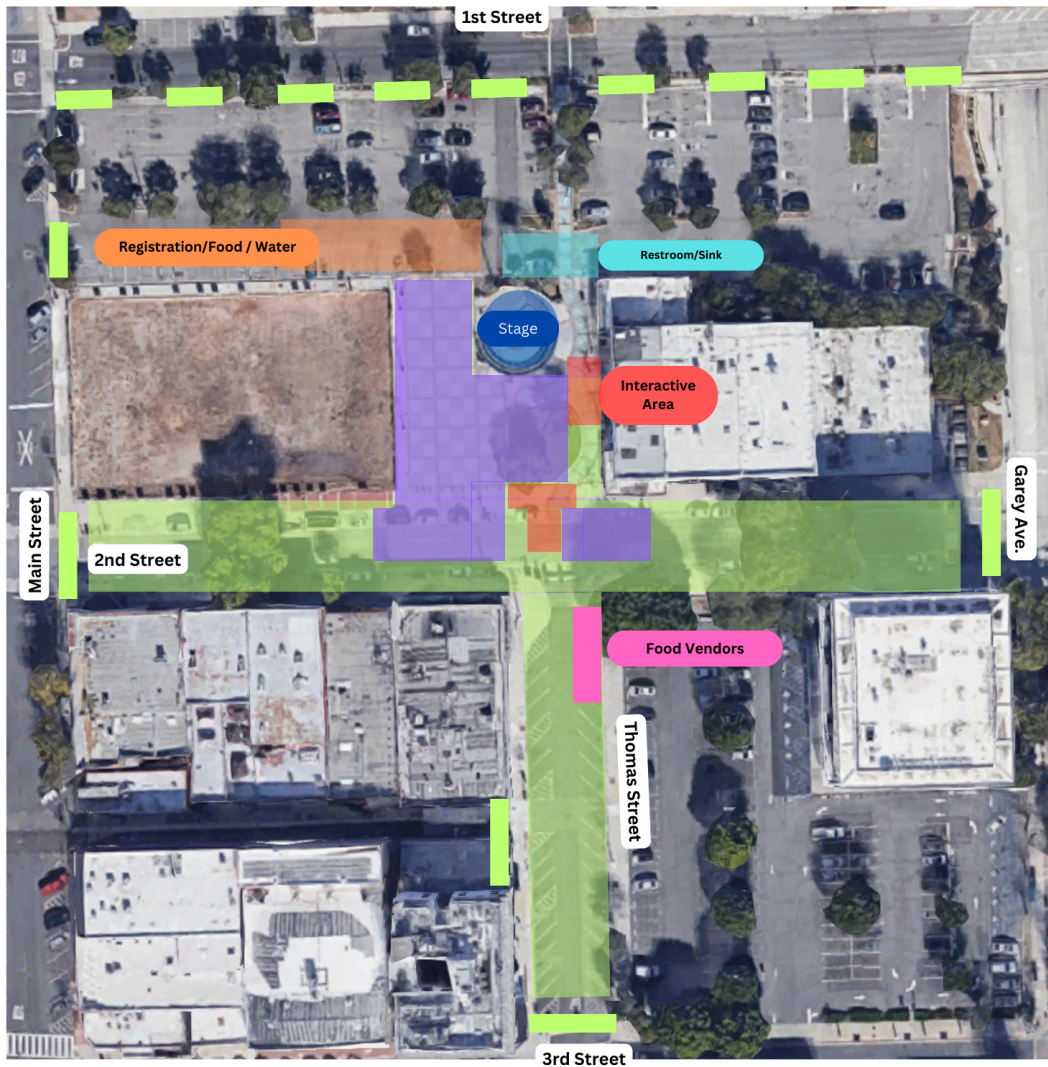 1st Street
Registration/Food / Water
Restroom/Sink
Stage
Interactive
Area
Main Street
Garey Ave.
2nd Street
Food Vendors
Thomas Street
3rd Street